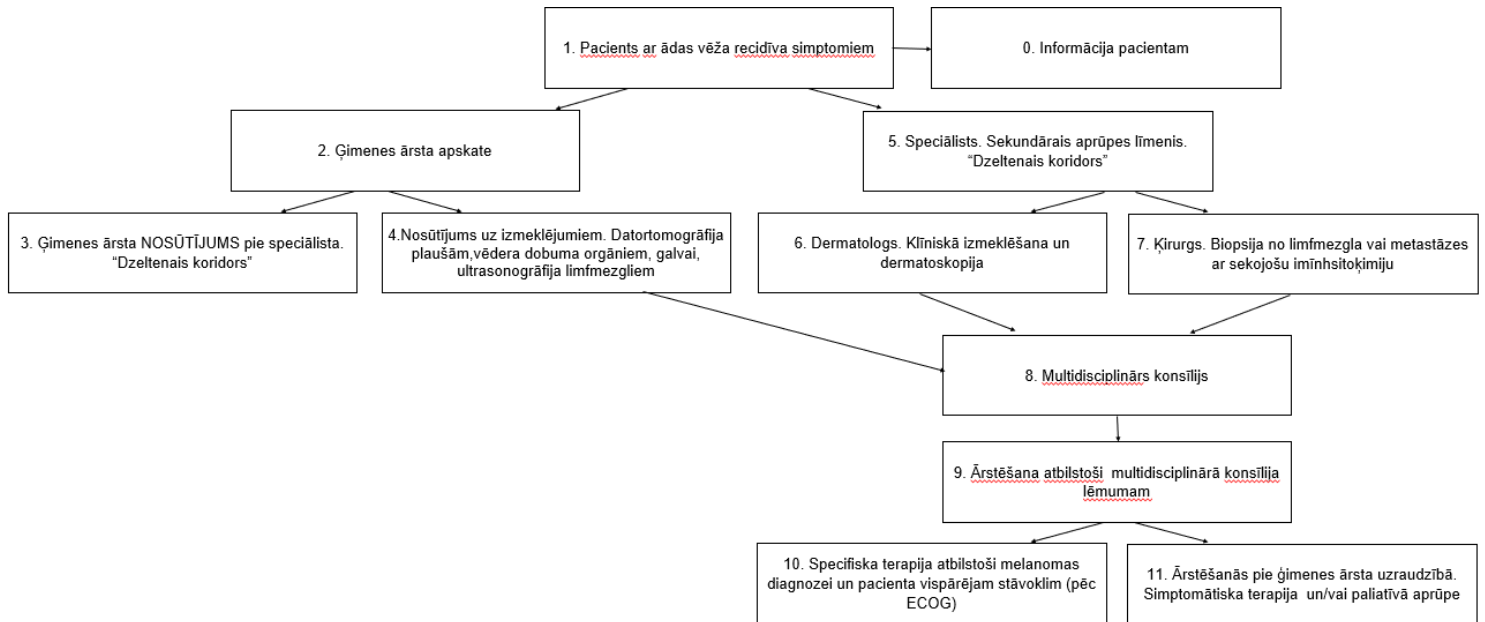 1. Pacients ar ādas vēža recidīva simptomiem
0. Informācija pacientam
2. Ģimenes ārsta apskate
5. Speciālists. Sekundārais aprūpes līmenis.
“Dzeltenais koridors”
3. Ģimenes ārsta NOSŪTĪJUMS pie speciālista.
“Dzeltenais koridors”
4.Nosūtījums uz izmeklējumiem. Datortomogrāfija
plaušām,vēdera dobuma orgāniem, galvai,
ultrasonogrāfija limfmezgliem
6. Dermatologs. Klīniskā izmeklēšana un
dermatoskopija
7. Ķirurgs. Biopsija no limfmezgla vai metastāzes
ar sekojošu imīnhsitoķimiju
8. Multidisciplinārs konsīlijs
9. Ārstēšana atbilstoši multidisciplinārā konsīlija
lēmumam
10. Specifiska terapija atbilstoši melanomas
diagnozei un pacienta vispārējam stāvoklim (pēc
ECOG)
11. Ārstēšanās pie ģimenes ārsta uzraudzībā.
Simptomātiska terapija un/vai paliatīvā aprūpe